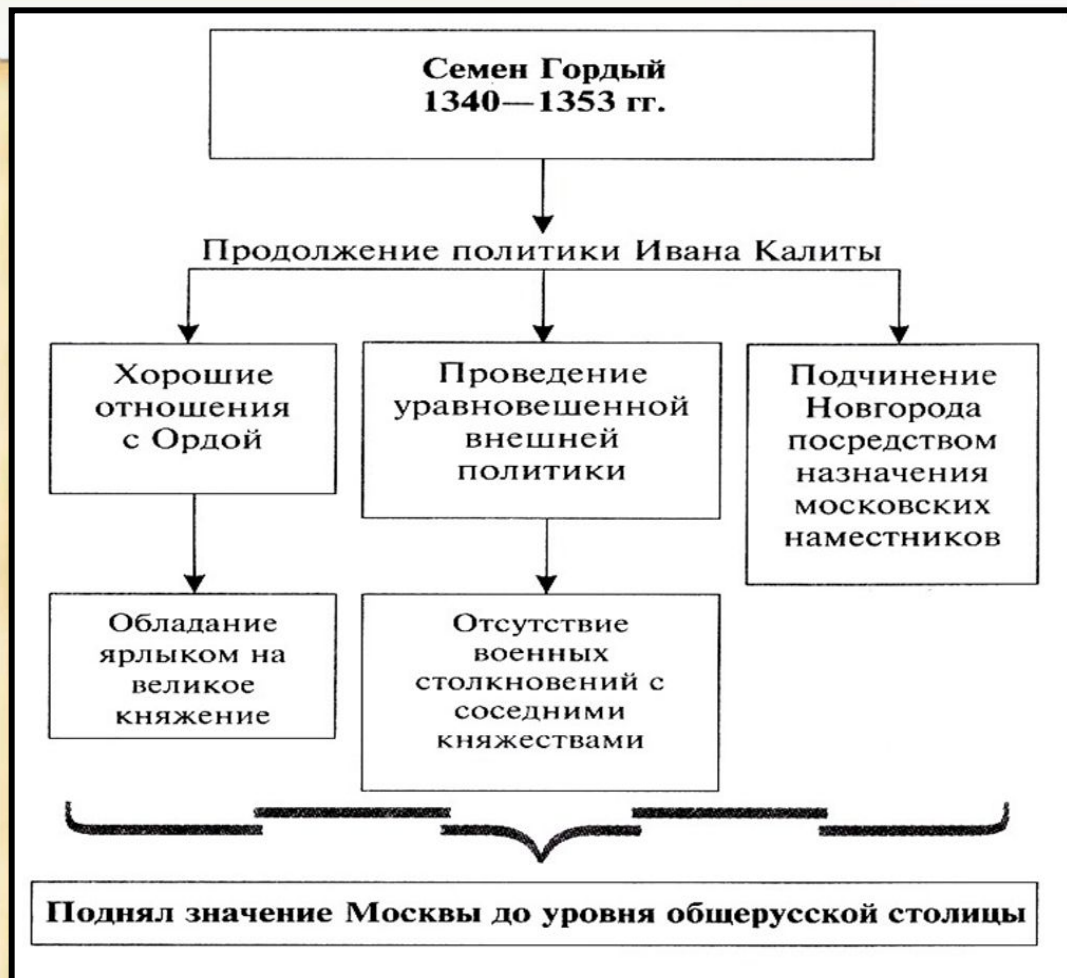 Семен Гордый
1340—1353 гг.
Продолжение политики Ивана Калиты
Хорошие
отношения
с Ордой
Проведение
уравновешенной
внешней
политики
Подчинение
Новгорода
посредством
назначения
московских
наместников
Обладание
ярлыком на
великое
княжение
Отсутствие
военных
столкновений с
соседними
княжествами
Поднял значение Москвы до уровня общерусской столицы